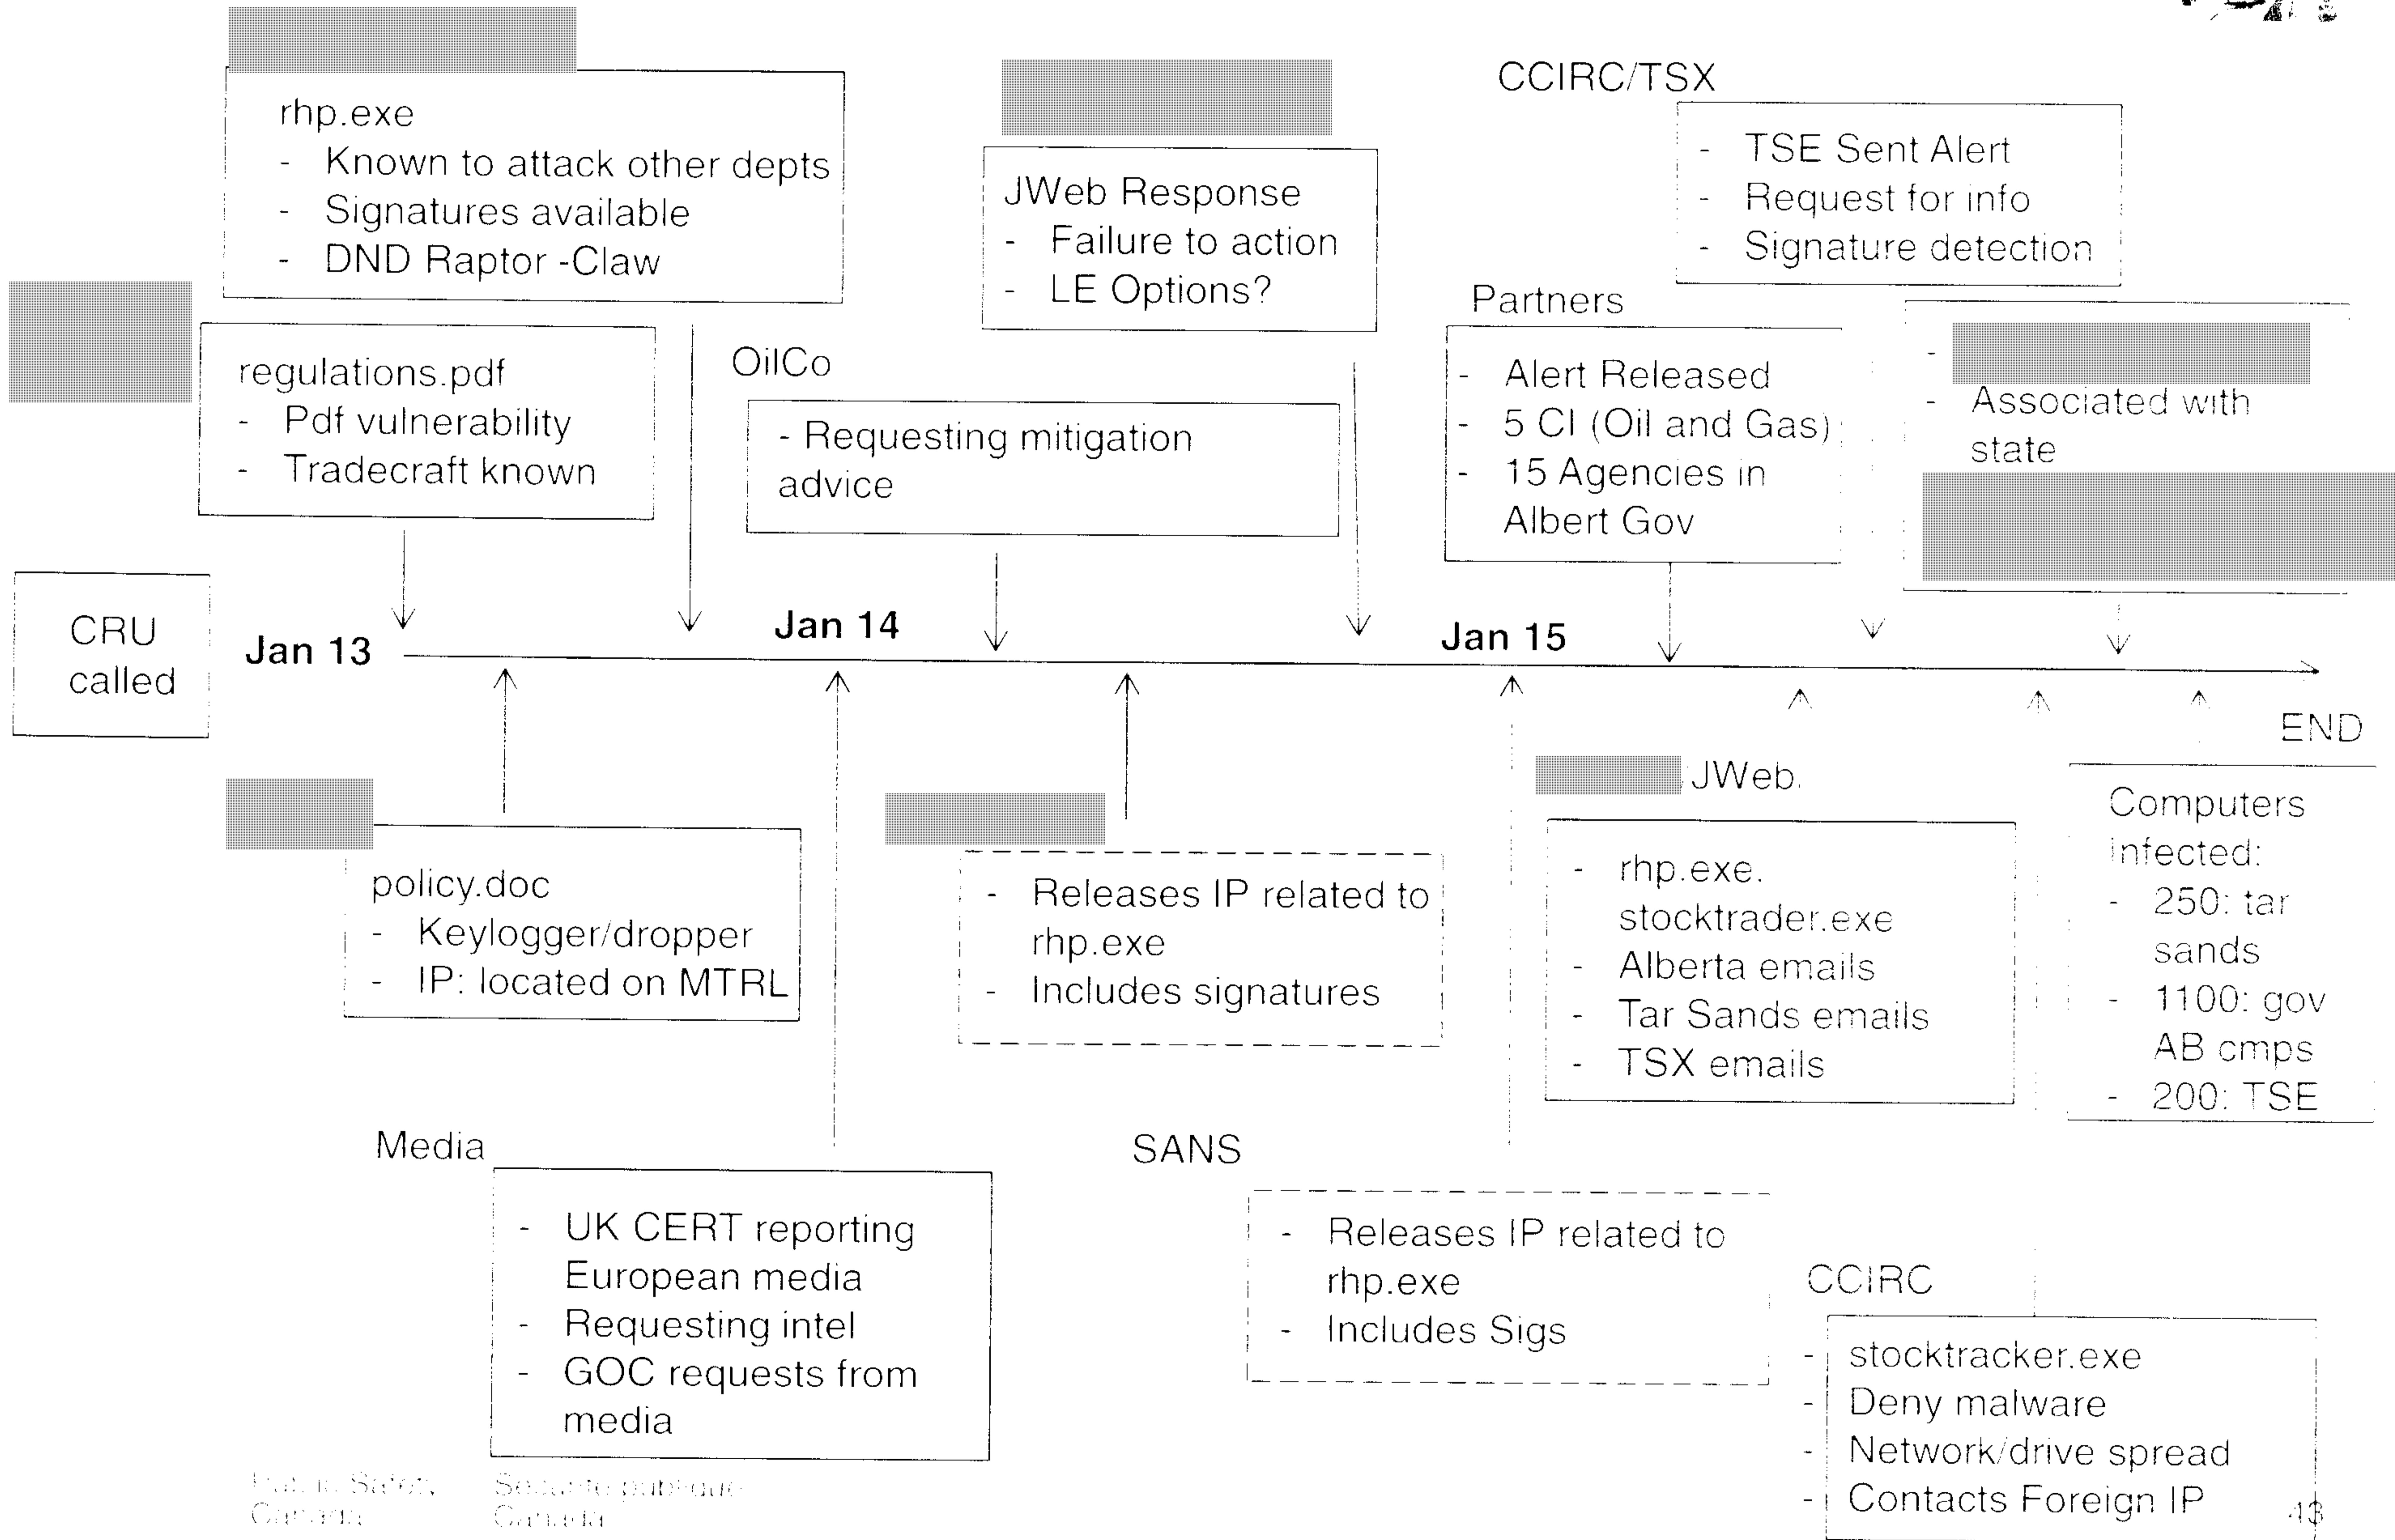 rhp.exe
- Known to attack other depts
- Signatures available
- DND Raptor -Claw
JWeb Response
- Failure to action
- LE Options?
CCIRC/TSX
- TSE Sent Alert
- Request for info
- Signature detection
regulations.pdf
- Pdf vulnerability
- Tradecraft known
OilCo
- Requesting mitigation
advice
Partners
- Alert Released
- 5 CI (Oil and Gas)
- 15 Agencies in
Albert Gov
-
- Associated with
state
CRU
called
Jan 13
Jan 14
Jan 15
END
policy.doc
- Keylogger/dropper
- IP: located on MTRL
- Releases IP related to
rhp.exe
- Includes signatures
JWeb.
- rhp.exe.
stocktrader.exe
- Alberta emails
- Tar Sands emails
- TSX emails
Computers
infected:
- 250: tar
sands
- 1100: gov
AB cmps
- 200: TSE
Media
- UK CERT reporting
European media
- Requesting intel
- GOC requests from
media
SANS
- Releases IP related to
rhp.exe
- Includes Sigs
CCIRC
- stocktracker.exe
- Deny malware
- Network/drive spread
- Contacts Foreign IP
Public Safety
Canada
Sécurité publique
Canada